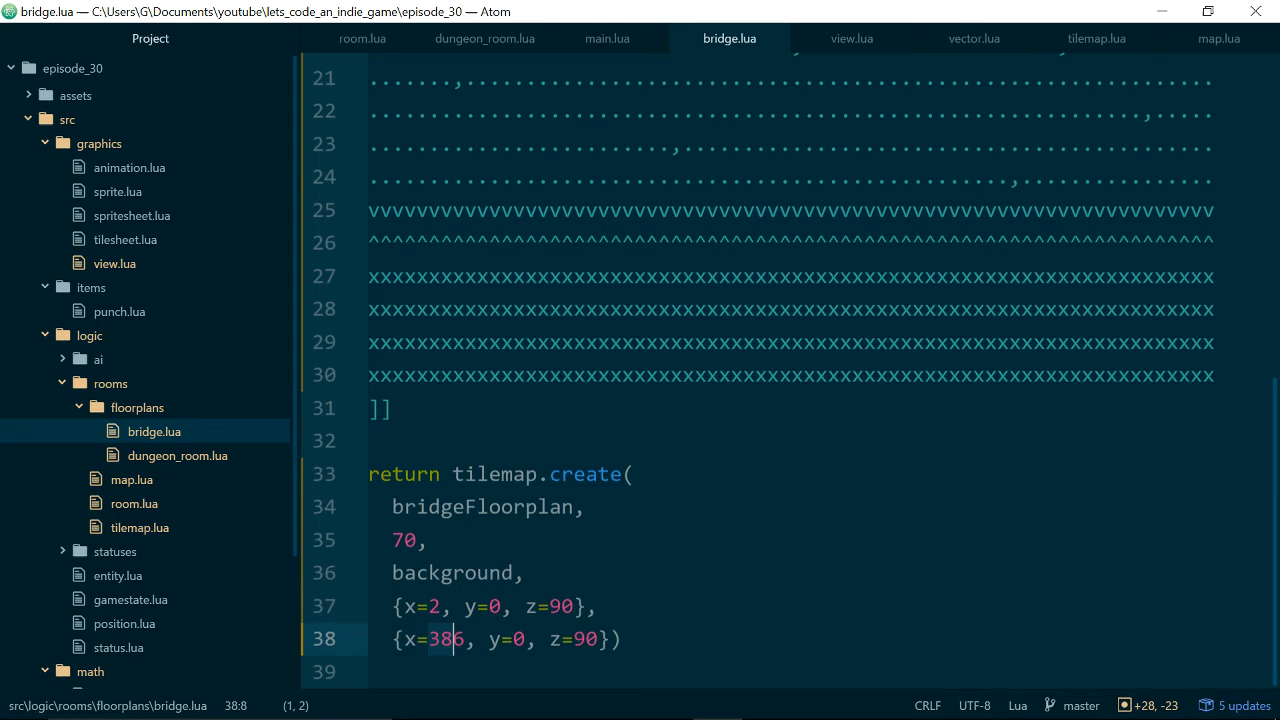 bridge.lua — C:\Users\G\Documents\youtube\lets_code_an_indie_game\episode_30 — Atom
Project
room.lua dungeon_room.lua main.lua bridge.lua view.lua vector.lua tilemap.lua map.lua
episode_30
assets
src
graphics
animation.lua
sprite.lua
spritesheet.lua
tilesheet.lua
view.lua
items
punch.lua
logic
ai
rooms
floorplans
bridge.lua
dungeon_room.lua
map.lua
room.lua
tilemap.lua
statuses
entity.lua
gamestate.lua
position.lua
status.lua
math
21 .......,..............................................................
22 ................................................................,.....
23 .........................,............................................
24 .....................................................,................
25 vvvvvvvvvvvvvvvvvvvvvvvvvvvvvvvvvvvvvvvvvvvvvvvvvvvvvvvvvvvvvvvvvvvvvv
26 ^^^^^^^^^^^^^^^^^^^^^^^^^^^^^^^^^^^^^^^^^^^^^^^^^^^^^^^^^^^^^^^^^^^^^^
27 xxxxxxxxxxxxxxxxxxxxxxxxxxxxxxxxxxxxxxxxxxxxxxxxxxxxxxxxxxxxxxxxxxxxxx
28 xxxxxxxxxxxxxxxxxxxxxxxxxxxxxxxxxxxxxxxxxxxxxxxxxxxxxxxxxxxxxxxxxxxxxx
29 xxxxxxxxxxxxxxxxxxxxxxxxxxxxxxxxxxxxxxxxxxxxxxxxxxxxxxxxxxxxxxxxxxxxxx
30 xxxxxxxxxxxxxxxxxxxxxxxxxxxxxxxxxxxxxxxxxxxxxxxxxxxxxxxxxxxxxxxxxxxxxx
31 ]]
32
33 return tilemap.create(
34 bridgeFloorplan,
35 70,
36 background,
37 {x=2, y=0, z=90},
38 {x=386, y=0, z=90})
39
src\logic\rooms\floorplans\bridge.lua 38:8 (1, 2) CRLF UTF-8 Lua master +28, -23 5 updates